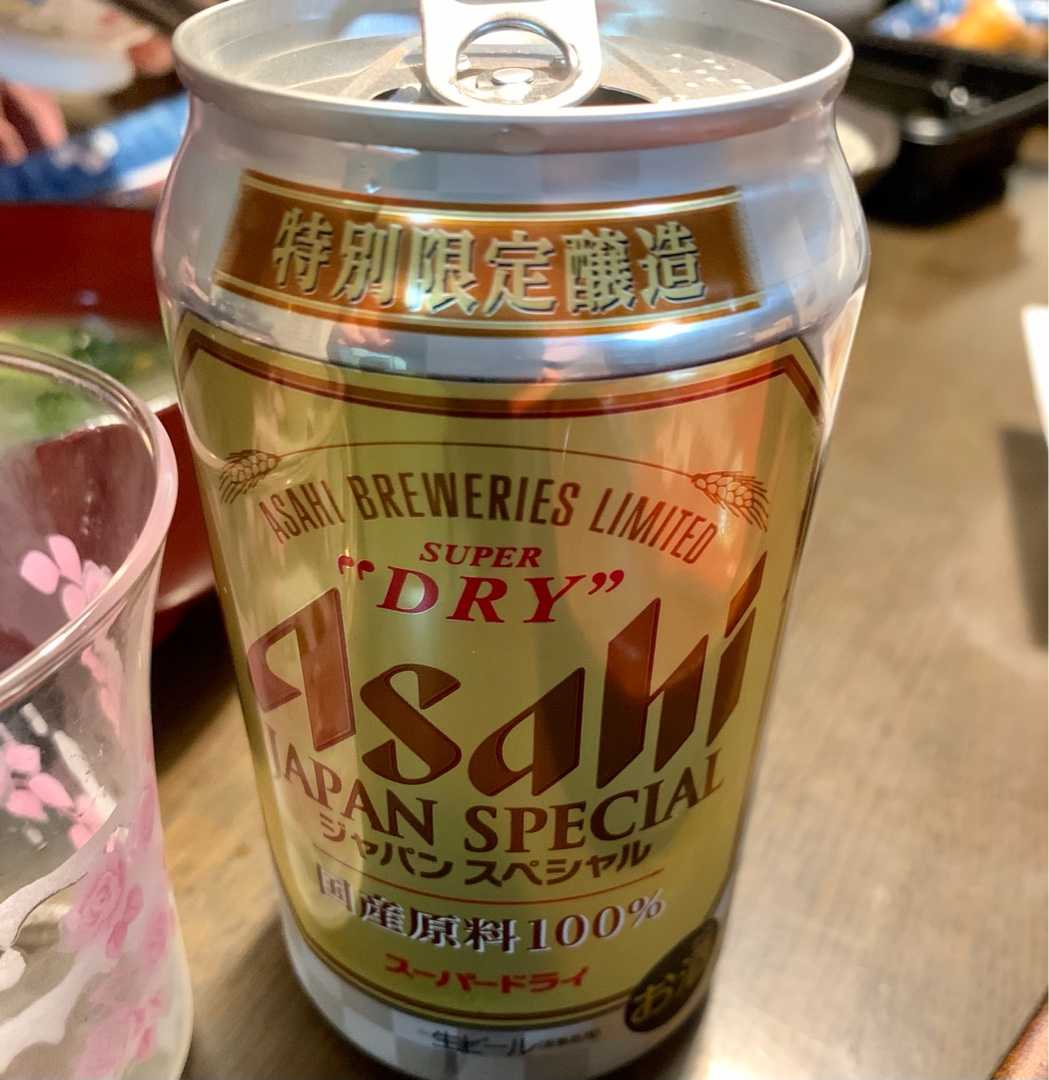 特別限定醸造
ASAHI BREWERIES LIMITED
SUPER
"DRY"
Asahi
JAPAN SPECIAL
ジャパン スペシャル
国産原料100%
スーパードライ
お酒
生ビール